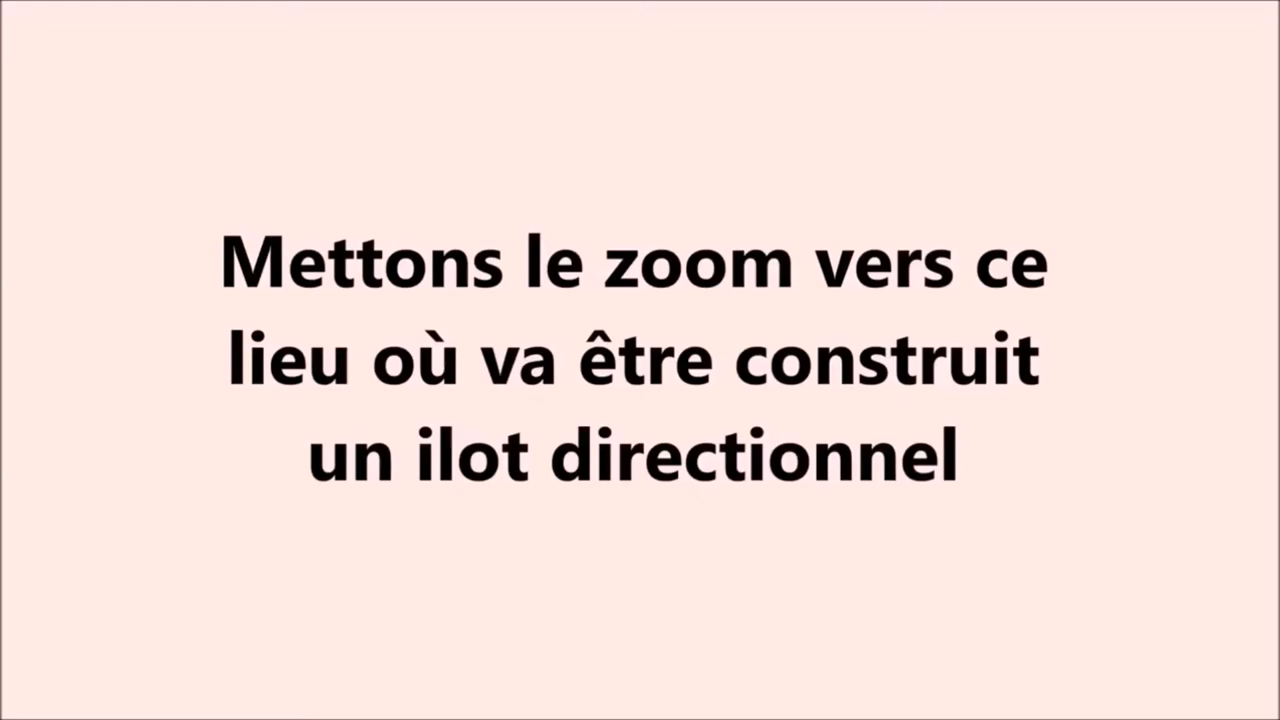 Mettons le zoom vers ce
lieu où va être construit
un ilot directionnel